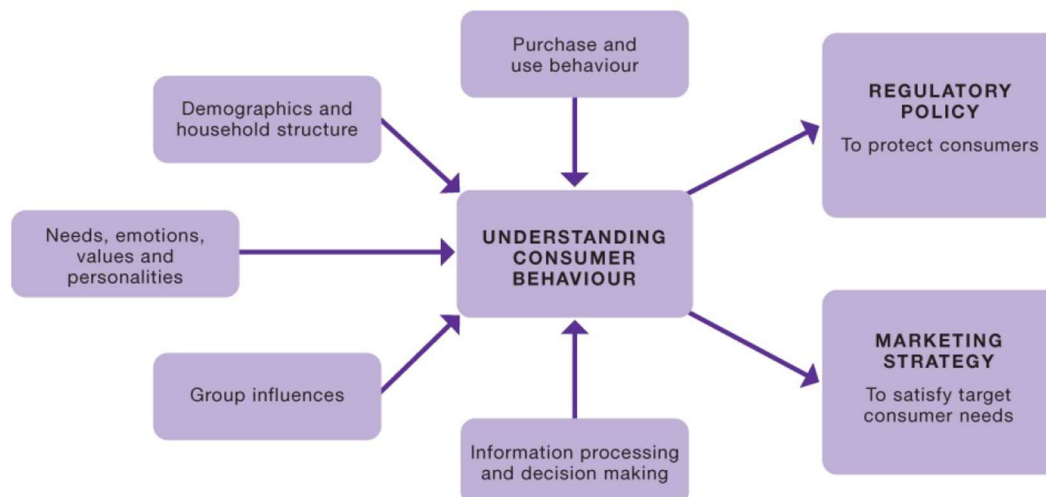 Purchase and
use behaviour
Demographics and
household structure
Needs, emotions,
values and
personalities
Group influences
Information processing
and decision making
UNDERSTANDING
CONSUMER
BEHAVIOUR
REGULATORY
POLICY
To protect consumers
MARKETING
STRATEGY
To satisfy target
consumer needs